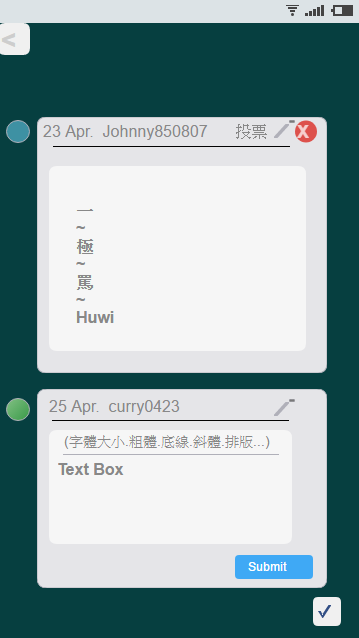 <
23 Apr. Johnny850807 投票 X
一
~
極
~
罵
~
Huwi
25 Apr. curry0423
(字體大小.粗體.底線.斜體.排版...)
Text Box
Submit